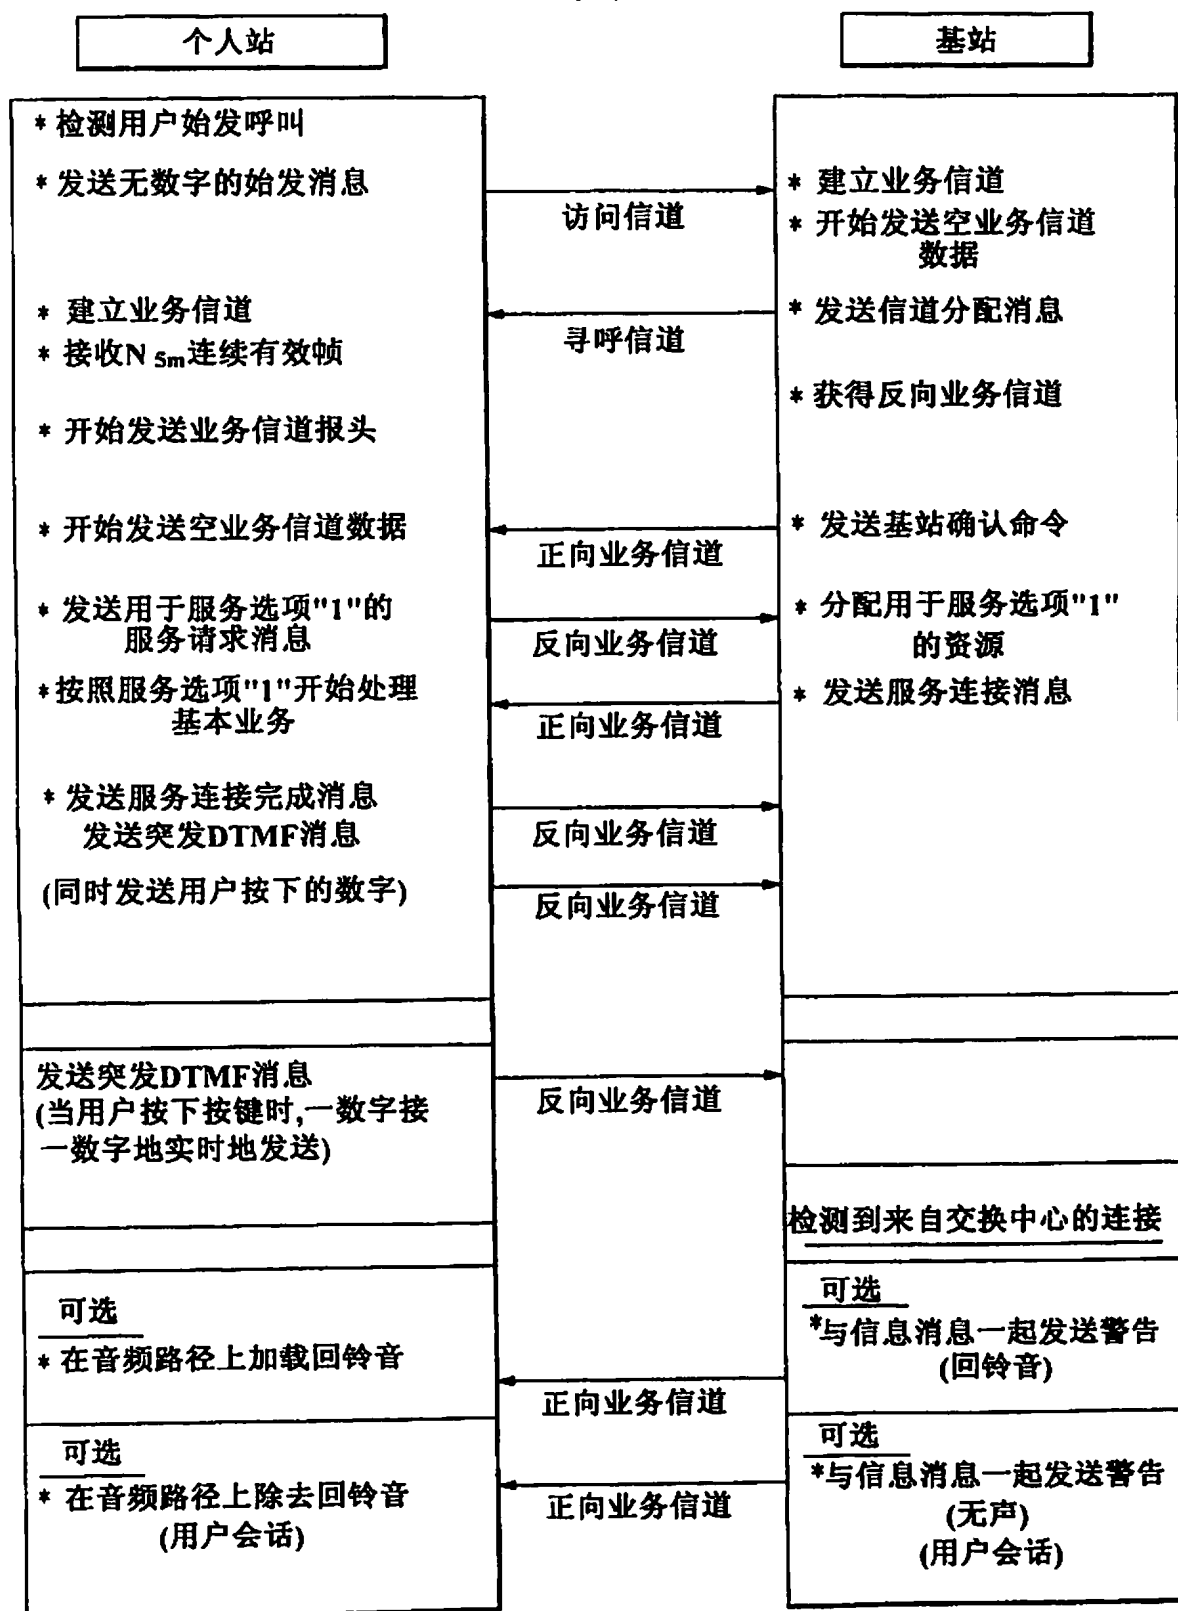 个人站
基站
* 检测用户始发呼叫
* 发送无数字的始发消息
访问信道
* 建立业务信道
* 开始发送空业务信道
数据
* 建立业务信道
* 接收N 5m连续有效帧
寻呼信道
* 发送信道分配消息
* 获得反向业务信道
* 开始发送业务信道报头
* 开始发送空业务信道数据
正向业务信道
* 发送基站确认命令
* 发送用于服务选项"1"的
服务请求消息
反向业务信道
* 分配用于服务选项"1"
的资源
*按照服务选项"1"开始处理
基本业务
正向业务信道
* 发送服务连接消息
* 发送服务连接完成消息
发送突发DTMF消息
反向业务信道
(同时发送用户按下的数字)
反向业务信道
发送突发DTMF消息
(当用户按下按键时,一数字接
一数字地实时地发送)
反向业务信道
检测到来自交换中心的连接
可选
* 在音频路径上加载回铃音
正向业务信道
可选
*与信息消息一起发送警告
(回铃音)
可选
* 在音频路径上除去回铃音
(用户会话)
正向业务信道
可选
*与信息消息一起发送警告
(无声)
(用户会话)